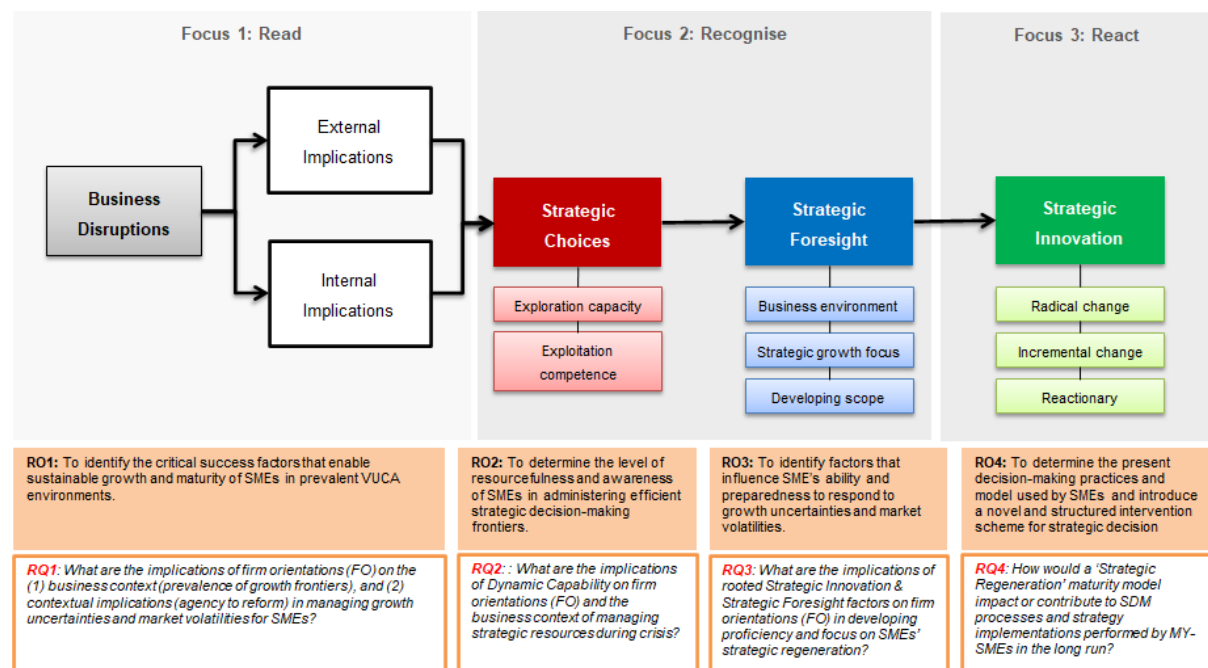 Focus 1: Read
Focus 2: Recognise
Focus 3: React
External
Implications
Business
Disruptions
Internal
Implications
Strategic
Choices
Exploration capacity
Exploitation
competence
Strategic
Foresight
Business environment
Strategic growth focus
Developing scope
Strategic
Innovation
Radical change
Incremental change
Reactionary
RO1: To identify the critical success factors that enable
sustainable growth and maturity of SMEs in prevalent VUCA
environments.
RO2: To determine the level of
resourcefulness and awareness
of SMEs in administering efficient
strategic decision-making
frontiers.
RO3: To identify factors that
influence SME's ability and
preparedness to respond to
growth uncertainties and market
volatilities.
RO4: To determine the present
decision-making practices and
model used by SMEs and introduce
a novel and structured intervention
scheme for strategic decision
RQ1: What are the implications of firm orientations (FO) on the
(1) business context (prevalence of growth frontiers), and (2)
contextual implications (agency to reform) in managing growth
uncertainties and market volatilities for SMEs?
RQ2: : What are the implications
of Dynamic Capability on firm
orientations (FO) and the
business context of managing
strategic resources during crisis?
RQ3: What are the implications of
rooted Strategic Innovation &
Strategic Foresight factors on firm
orientations (FO) in developing
proficiency and focus on SMEs'
strategic regeneration?
RQ4: How would a ‘Strategic
Regeneration’ maturity model
impact or contribute to SDM
processes and strategy
implementations performed by MY-
SMEs in the long run?